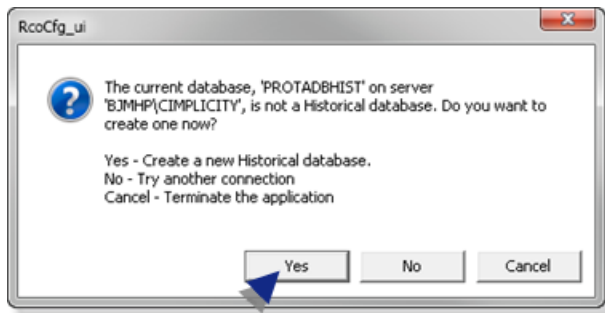 RcoCfg_ui
The current database, 'PROTADBHIST' on server
'BJMHP\CIMPLICITY', is not a Historical database. Do you want to
create one now?
Yes - Create a new Historical database.
No - Try another connection
Cancel - Terminate the application
Yes
No
Cancel